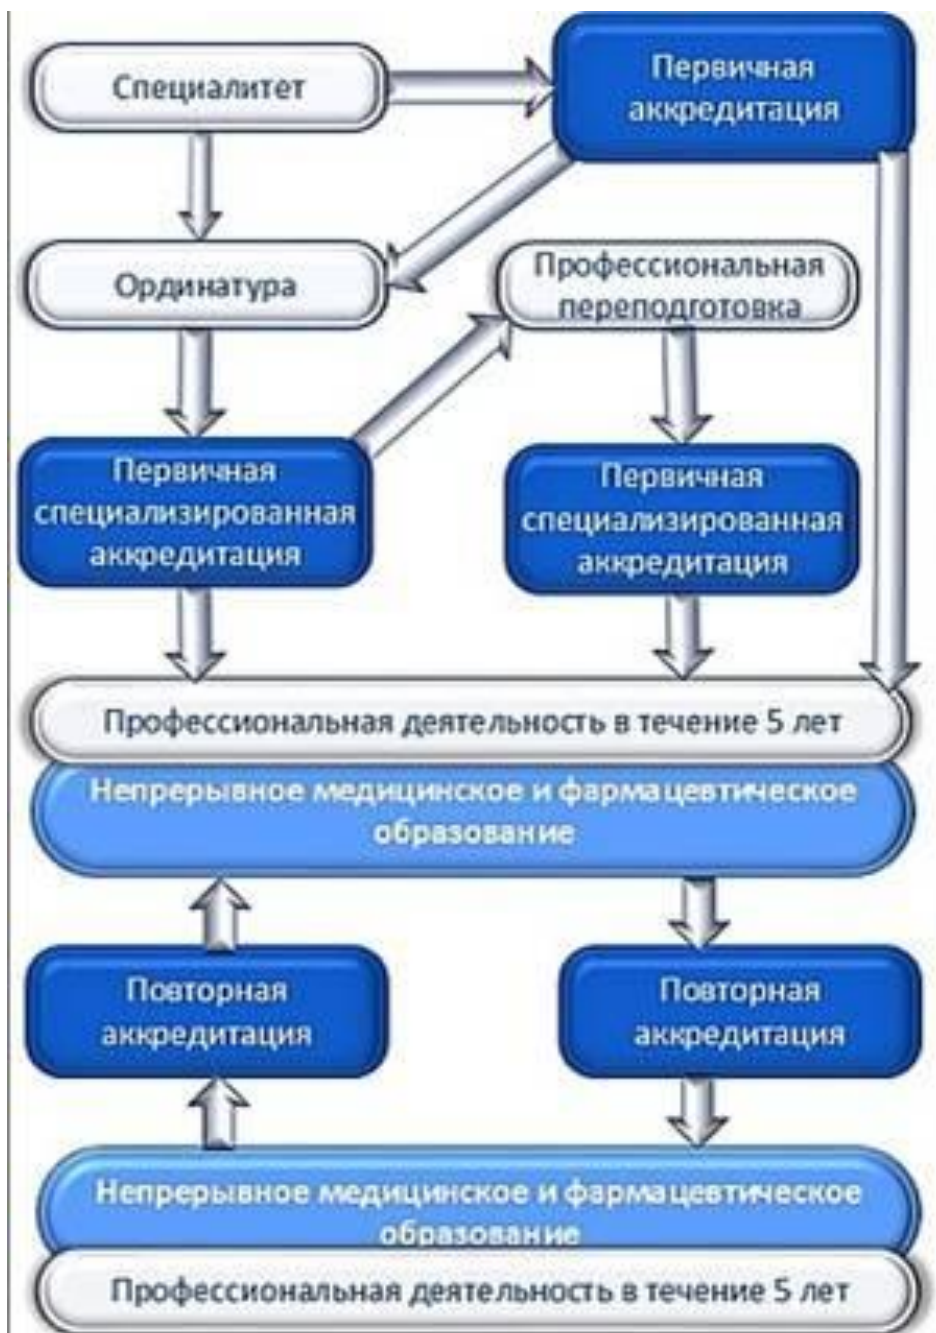 Специалитет
Первичная
аккредитация
Ординатура
Профессиональная
переподготовка
Первичная
специализированная
аккредитация
Первичная
специализированная
аккредитация
Профессиональная деятельность в течение 5 лет
Непрерывное медицинское и фармацевтическое
образование
Повторная
аккредитация
Повторная
аккредитация
Непрерывное медицинское и фармацевтическое
образование
Профессиональная деятельность в течение 5 лет